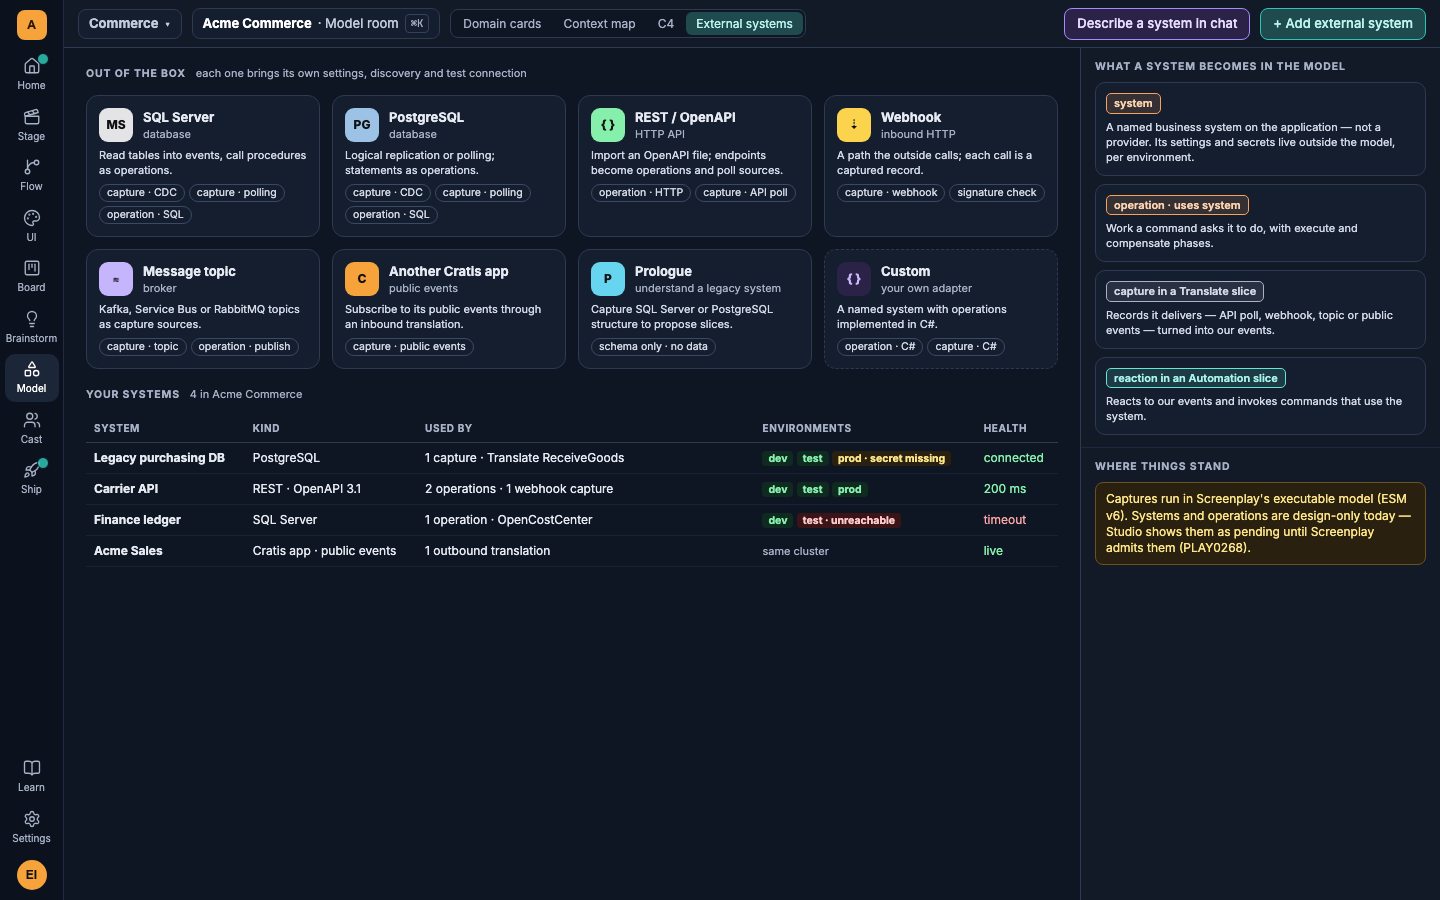 A
Commerce ▾
Acme Commerce · Model room ⌘K
Domain cards
Context map
C4
External systems
Describe a system in chat
+ Add external system
Home
Stage
Flow
UI
Board
Brainstorm
Model
Cast
Ship
Learn
Settings
EI
OUT OF THE BOX each one brings its own settings, discovery and test connection
MS
SQL Server
database
Read tables into events, call procedures
as operations.
capture · CDC
capture · polling
operation · SQL
PG
PostgreSQL
database
Logical replication or polling;
statements as operations.
capture · CDC
capture · polling
operation · SQL
{ }
REST / OpenAPI
HTTP API
Import an OpenAPI file; endpoints
become operations and poll sources.
operation · HTTP
capture · API poll
⇣
Webhook
inbound HTTP
A path the outside calls; each call is a
captured record.
capture · webhook
signature check
≈
Message topic
broker
Kafka, Service Bus or RabbitMQ topics
as capture sources.
capture · topic
operation · publish
C
Another Cratis app
public events
Subscribe to its public events through
an inbound translation.
capture · public events
P
Prologue
understand a legacy system
Capture SQL Server or PostgreSQL
structure to propose slices.
schema only · no data
{ }
Custom
your own adapter
A named system with operations
implemented in C#.
operation · C#
capture · C#
YOUR SYSTEMS 4 in Acme Commerce
SYSTEM KIND USED BY ENVIRONMENTS HEALTH
Legacy purchasing DB PostgreSQL 1 capture · Translate ReceiveGoods dev test prod · secret missing connected
Carrier API REST · OpenAPI 3.1 2 operations · 1 webhook capture dev test prod 200 ms
Finance ledger SQL Server 1 operation · OpenCostCenter dev test · unreachable timeout
Acme Sales Cratis app · public events 1 outbound translation same cluster live
WHAT A SYSTEM BECOMES IN THE MODEL
system
A named business system on the application — not a
provider. Its settings and secrets live outside the model,
per environment.
operation · uses system
Work a command asks it to do, with execute and
compensate phases.
capture in a Translate slice
Records it delivers — API poll, webhook, topic or public
events — turned into our events.
reaction in an Automation slice
Reacts to our events and invokes commands that use the
system.
WHERE THINGS STAND
Captures run in Screenplay's executable model (ESM
v6). Systems and operations are design-only today —
Studio shows them as pending until Screenplay
admits them (PLAY0268).